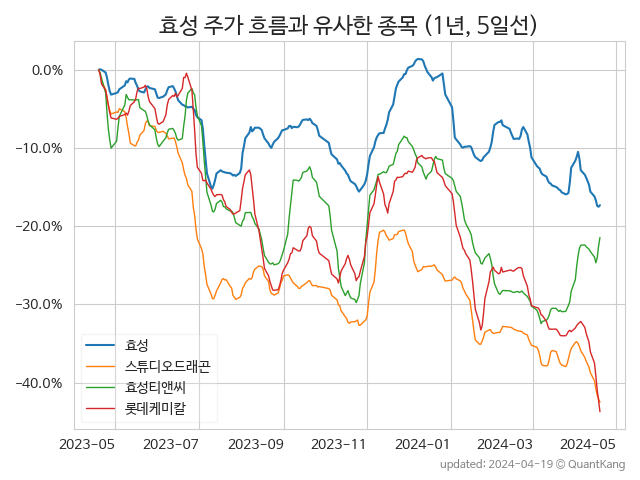 효성 주가 흐름과 유사한 종목 (1년, 5일선)
0.0%
−10.0%
−20.0%
−30.0%
−40.0%
효성
스튜디오드래곤
효성티앤씨
롯데케미칼
2023−05
2023−07
2023−09
2023−11
2024−01
2024−03
2024−05
updated: 2024−04−19 © QuantKang